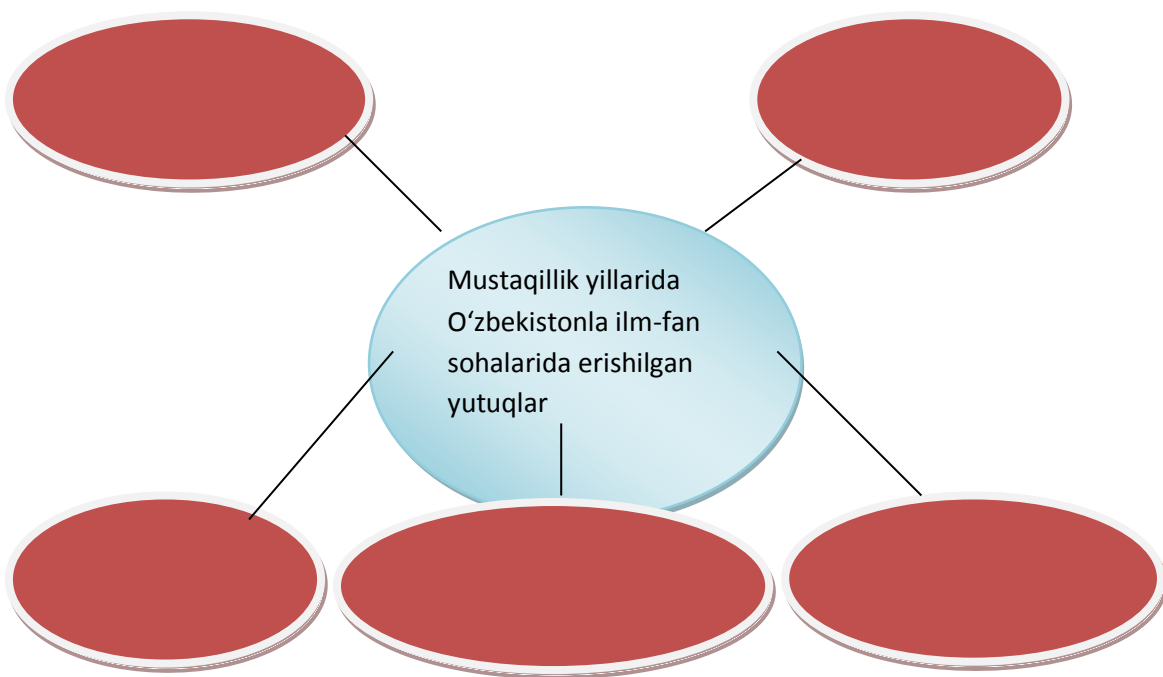 Mustaqillik yillarida
O‘zbekistonla ilm-fan
sohalarida erishilgan
yutuqlar